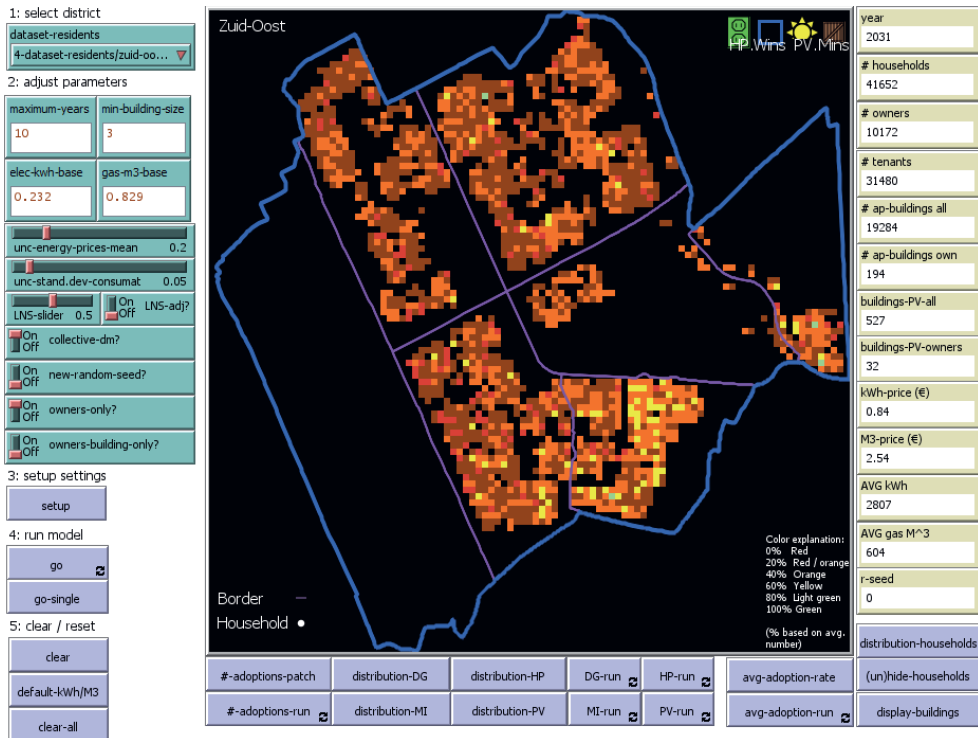 1: select district
dataset-residents
4-dataset-residents/zuid-oo...
2: adjust parameters
maximum-years
10
min-building-size
3
elec-kwh-base
0.232
gas-m3-base
0.829
unc-energy-prices-mean 0.2
unc-stand.dev-consumat 0.05
LNS-slider 0.5
On
Off
LNS-adj?
On
Off
collective-dm?
On
Off
new-random-seed?
On
Off
owners-only?
On
Off
owners-building-only?
3: setup settings
setup
4: run model
go
go-single
5: clear / reset
clear
default-kWh/M3
clear-all
Zuid-Oost
HP.Wins PV.Mins
Border
Household
Color explanation:
0% Red
20% Red / orange
40% Orange
60% Yellow
80% Light green
100% Green
(% based on avg.
number)
#-adoptions-patch
distribution-DG
distribution-HP
DG-run
HP-run
avg-adoption-rate
#-adoptions-run
distribution-MI
distribution-PV
MI-run
PV-run
avg-adoption-run
year
2031
# households
41652
# owners
10172
# tenants
31480
# ap-buildings all
19284
# ap-buildings own
194
buildings-PV-all
527
buildings-PV-owners
32
kWh-price (€)
0.84
M3-price (€)
2.54
AVG kWh
2807
AVG gas M^3
604
r-seed
0
distribution-households
(un)hide-households
display-buildings